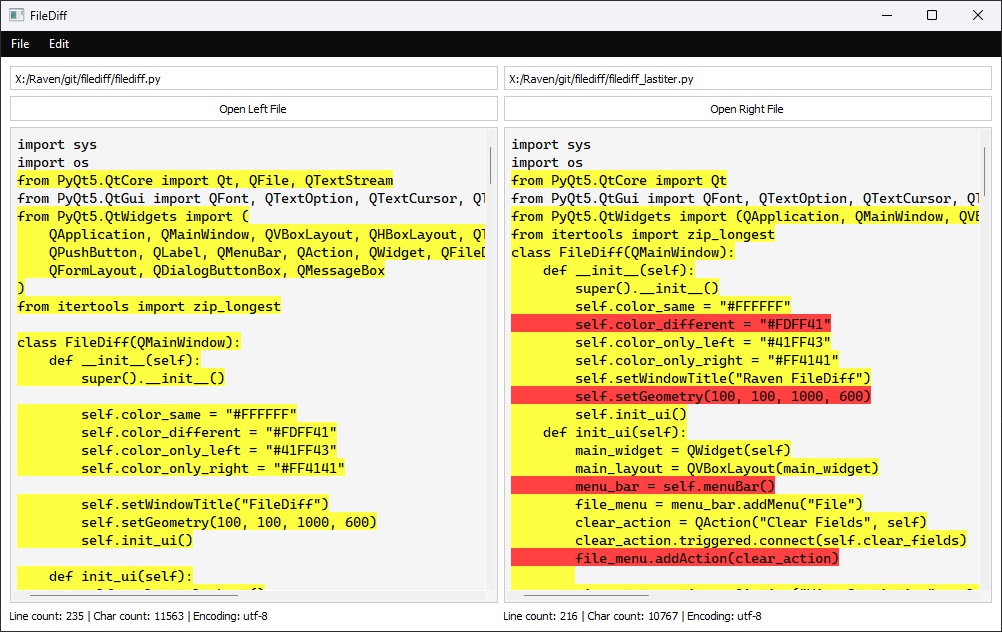 FileDiff
File Edit
X:/Raven/git/filediff/filediff.py
Open Left File
import sys
import os
from PyQt5.QtCore import Qt, QFile, QTextStream
from PyQt5.QtGui import QFont, QTextOption, QTextCursor,
from PyQt5.QtWidgets import (
    QApplication, QMainWindow, QVBoxLayout, QHBoxLayout,
    QPushButton, QLabel, QMenuBar, QAction, QWidget,
    QFormLayout, QDialogButtonBox, QMessageBox
)
from itertools import zip_longest
class FileDiff(QMainWindow):
    def __init__(self):
        super().__init__()
        self.color_same = "#FFFFFF"
        self.color_different = "#FDFF41"
        self.color_only_left = "#41FF43"
        self.color_only_right = "#FF4141"
        self.setWindowTitle("FileDiff")
        self.setGeometry(100, 100, 1000, 600)
        self.init_ui()
    def init_ui(self):
Line count: 235 | Char count: 11563 | Encoding: utf-8
X:/Raven/git/filediff/filediff_lastiter.py
Open Right File
import sys
import os
from PyQt5.QtCore import Qt
from PyQt5.QtGui import QFont, QTextOption, QTextCursor,
from PyQt5.QtWidgets import (QApplication, QMainWindow,
from itertools import zip_longest
class FileDiff(QMainWindow):
    def __init__(self):
        super().__init__()
        self.color_same = "#FFFFFF"
        self.color_different = "#FDFF41"
        self.color_only_left = "#41FF43"
        self.color_only_right = "#FF4141"
        self.setWindowTitle("Raven FileDiff")
        self.setGeometry(100, 100, 1000, 600)
        self.init_ui()
    def init_ui(self):
        main_widget = QWidget(self)
        main_layout = QVBoxLayout(main_widget)
        menu_bar = self.menuBar()
        file_menu = menu_bar.addMenu("File")
        clear_action = QAction("Clear Fields", self)
        clear_action.triggered.connect(self.clear_fields)
        file_menu.addAction(clear_action)
Line count: 216 | Char count: 10767 | Encoding: utf-8